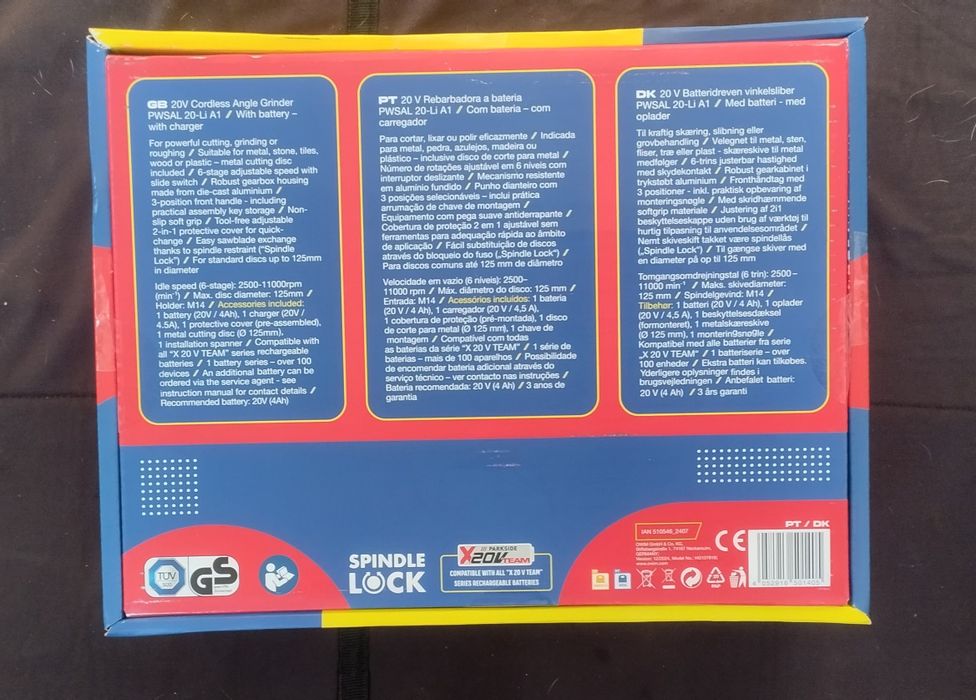 GB 20V Cordless Angle Grinder
PWSAL 20-Li A1 / With battery –
with charger
For powerful cutting, grinding or
roughing / Suitable for metal, stone, tiles,
wood or plastic – metal cutting disc
included / 6-stage adjustable speed with
slide switch / Robust gearbox housing
made from die-cast aluminium /
3-position front handle - including
practical assembly key storage / Non-
slip soft grip / Tool-free adjustable
2-in-1 protective cover for quick-
change / Easy sawblade exchange
thanks to spindle restraint ("Spindle
Lock") / For standard discs up to 125mm
in diameter
Idle speed (6-stage): 2500-11000rpm
(min⁻¹) / Max. disc diameter: 125mm /
Holder: M14 / Accessories included:
1 battery (20V / 4Ah), 1 charger (20V /
4.5A), 1 protective cover (pre-assembled),
1 metal cutting disc (Ø 125mm),
1 installation spanner / Compatible with
all "X 20 V TEAM" series rechargeable
batteries / 1 battery series – over 100
devices / An additional battery can be
ordered via the service agent - see
instruction manual for contact details /
Recommended battery: 20V (4Ah)
PT 20 V Rebarbadora a bateria
PWSAL 20-Li A1 / Com bateria – com
carregador
Para cortar, lixar ou polir eficazmente / Indicada
para metal, pedra, azulejos, madeira ou
plástico – inclusive disco de corte para metal /
Número de rotações ajustável em 6 níveis com
interruptor deslizante / Mecanismo resistente
em alumínio fundido / Punho dianteiro com
3 posições selecionáveis – inclui prática
arrumação de chave de montagem /
Equipamento com pega suave antiderrapante /
Cobertura de proteção 2 em 1 ajustável sem
ferramentas para adequação rápida ao âmbito
de aplicação / Fácil substituição de discos
através do bloqueio do fuso („Spindle Lock") /
Para discos comuns até 125 mm de diâmetro
Velocidade em vazio (6 níveis): 2500-
11000 rpm / Máx. diâmetro do disco: 125 mm /
Entrada: M14 / Acessórios incluidos: 1 bateria
(20 V / 4 Ah), 1 carregador (20 V / 4,5 A),
1 cobertura de proteção (pré-montada), 1 disco
de corte para metal (Ø 125 mm), 1 chave de
montagem / Compatível com todas
as baterias da série "X 20 V TEAM" / 1 série de
baterias – mais de 100 aparelhos / Possibilidade
de encomendar bateria adicional através do
serviço técnico – ver contacto nas instruções /
Bateria recomendada: 20 V (4 Ah) / 3 anos de
garantia
DK 20 V Batteridreven vinkelsliber
PWSAL 20-Li A1 / Med batteri - med
oplader
Til kraftig skæring, slibning eller
grovbehandling / Velegnet til metal, sten,
fliser, træ eller plast - skæreskive til metal
medfølger / 6-trins justerbar hastighed
med skydekontakt / Robust gearkabinet i
trykstøbt aluminium / Fronthåndtag med
3 positioner - inkl. praktisk opbevaring af
monteringsnøgle / Med skridhæmmende
softgrip materiale / Justering af 2i1
beskyttelseskappe uden brug af værktøj til
hurtig tilpasning til anvendelsesområdet /
Nemt skiveskift takket være spindellås
(„Spindle Lock") / Til gængse skiver med
en diameter på op til 125 mm
Tomgangsomdrejningstal (6 trin): 2500–
11000 min⁻¹ / Maks. skivediameter:
125 mm / Spindelgevind: M14 /
Tilbehør: 1 batteri (20 V / 4 Ah), 1 oplader
(20 V / 4,5 A), 1 beskyttelsesdæksel
(formonteret), 1 metalskæreskive
(Ø 125 mm), 1 monteringsnøgle /
Kompatibel med alle batterier fra serie
„X 20 V TEAM" / 1 batteriserie – over
100 enheder / Ekstra batteri kan tilkøbes.
Yderligere oplysninger findes i
brugsvejledningen / Anbefalet batteri:
20 V (4 Ah) / 3 års garanti
TÜV
SÜD
GS
SPINDLE
LOCK
/// PARKSIDE
X20V TEAM
COMPATIBLE WITH ALL "X 20 V TEAM"
SERIES RECHARGEABLE BATTERIES
IAN 510546_2407
OWIM GmbH & Co. KG
Stiftsbergstraße 1, 74167 Neckarsulm,
GERMANY
CE
PT / DK
PAP
4 052916 501405